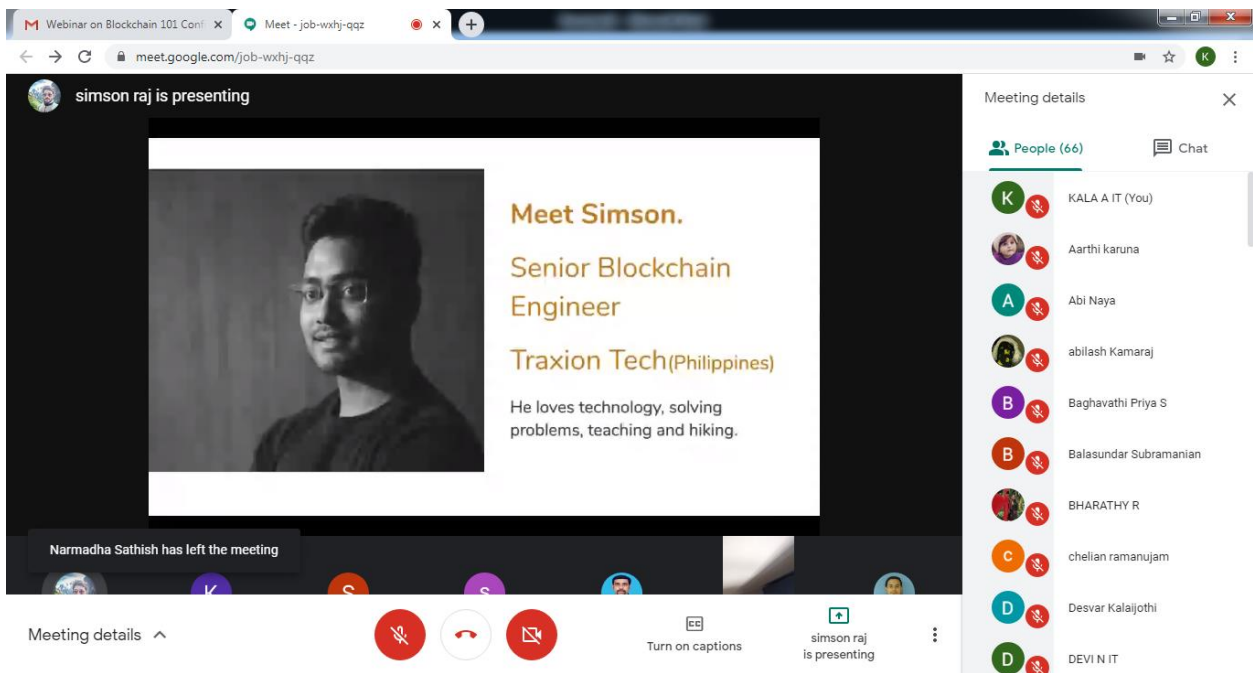 Webinar on Blockchain 101 Conf
Meet - job-wxhj-qqz
meet.google.com/job-wxhj-qqz
K
simson raj is presenting
Meet Simson.
Senior Blockchain
Engineer
Traxion Tech(Philippines)
He loves technology, solving
problems, teaching and hiking.
Narmadha Sathish has left the meeting
K
S
s
Meeting details
CC
Turn on captions
simson raj
is presenting
Meeting details
People (66)
Chat
K
KALA A IT (You)
Aarthi karuna
A
Abi Naya
abilash Kamaraj
B
Baghavathi Priya S
B
Balasundar Subramanian
BHARATHY R
C
chelian ramanujam
D
Desvar Kalaijothi
D
DEVI N IT